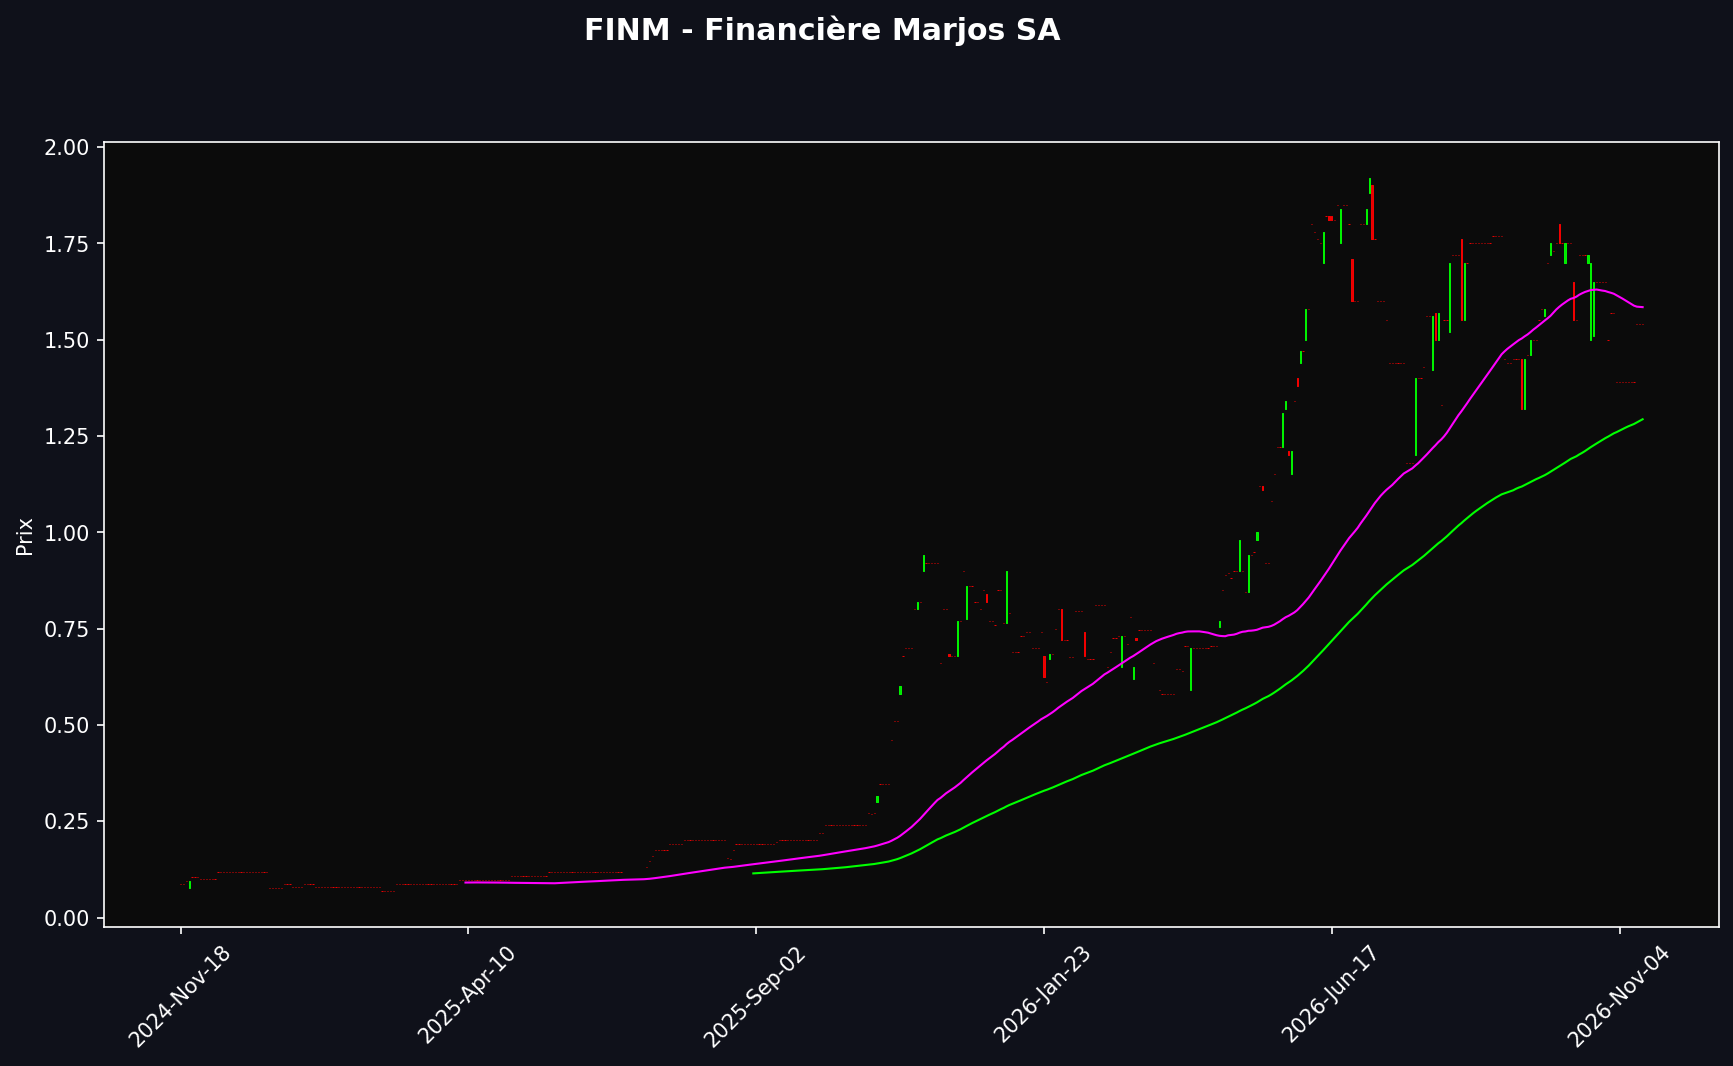 FINM - Financière Marjos SA
2.00
1.75
1.50
1.25
1.00
0.75
0.50
0.25
0.00
Prix
2024-Nov-18
2025-Apr-10
2025-Sep-02
2026-Jan-23
2026-Jun-17
2026-Nov-04